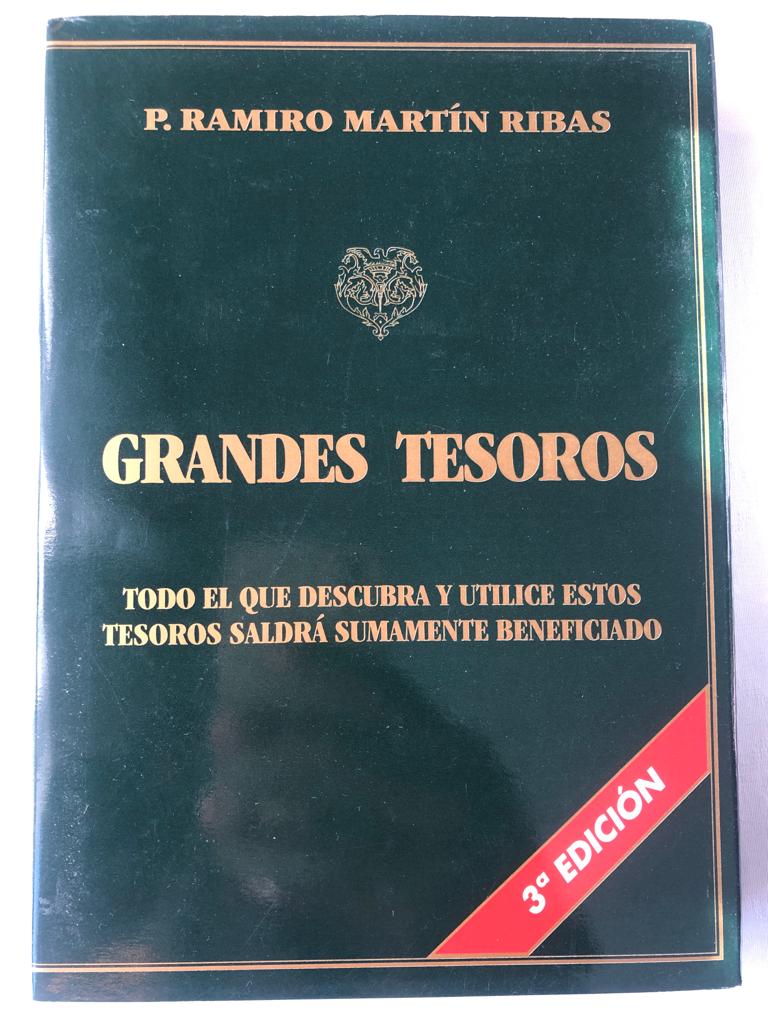 P. RAMIRO MARTÍN RIBAS
GRANDES TESOROS
TODO EL QUE DESCUBRA Y UTILICE ESTOS
TESOROS SALDRÁ SUMAMENTE BENEFICIADO
3ª EDICIÓN